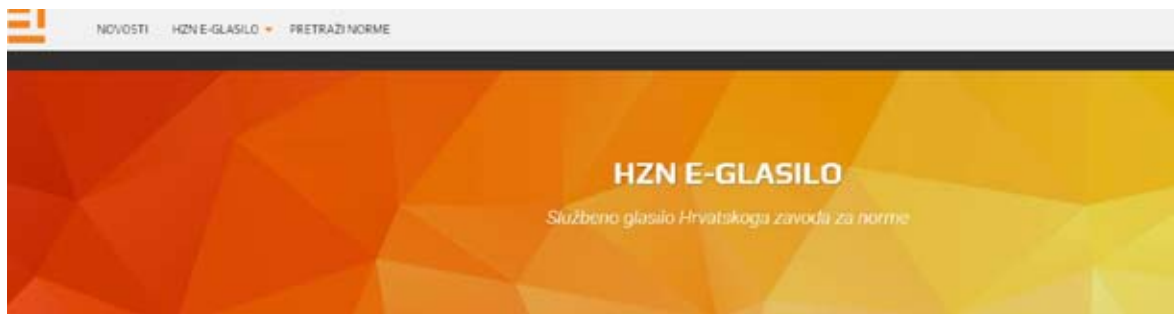 NOVOSTI HZN E-GLASILO PRETRAŽI NORME
HZN E-GLASILO
Službeno glasilo Hrvatskoga zavoda za norme